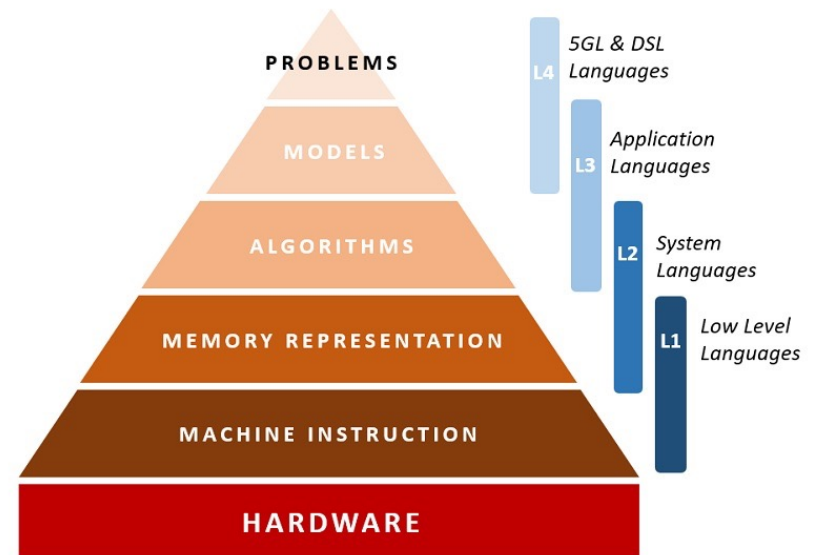 PROBLEMS
MODELS
ALGORITHMS
MEMORY REPRESENTATION
MACHINE INSTRUCTION
HARDWARE
L4
5GL & DSL
Languages
L3
Application
Languages
L2
System
Languages
L1
Low Level
Languages